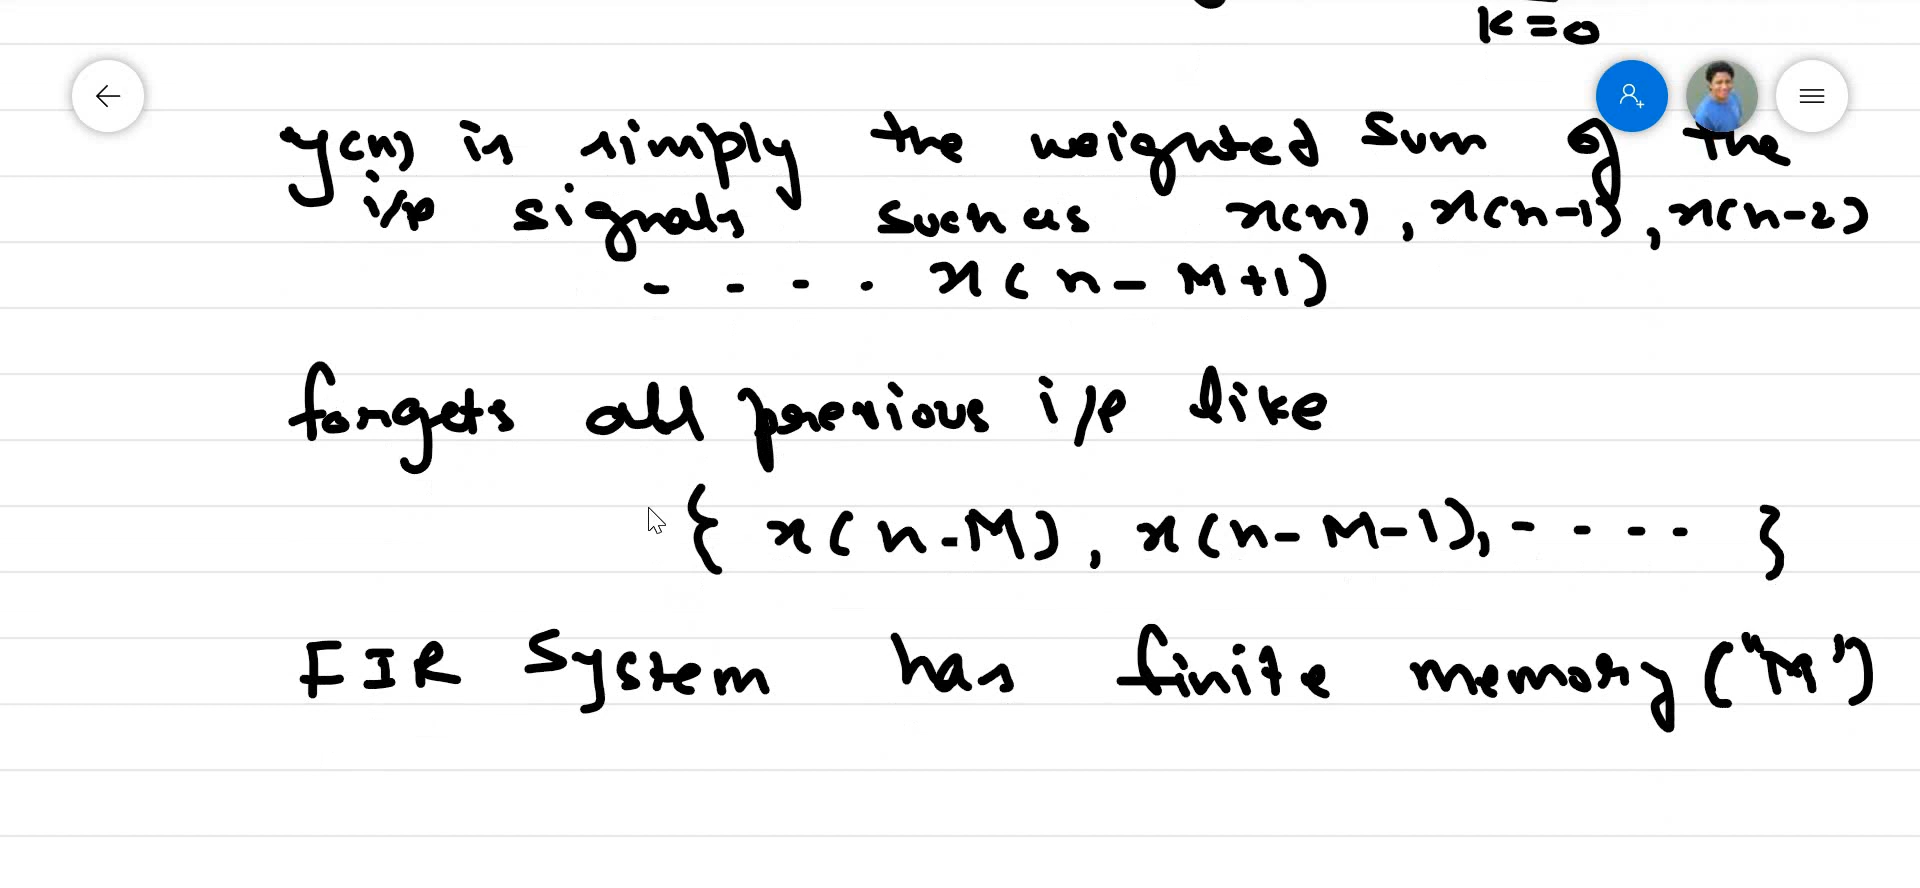 K=0
y(n) is simply the weighted sum of the
i/p signals such as x(n), x(n-1), x(n-2)
- - - . x(n-M+1)
forgets all previous i/p like
{ x(n-M), x(n-M-1), - - - - }
FIR System has finite memory ("M")